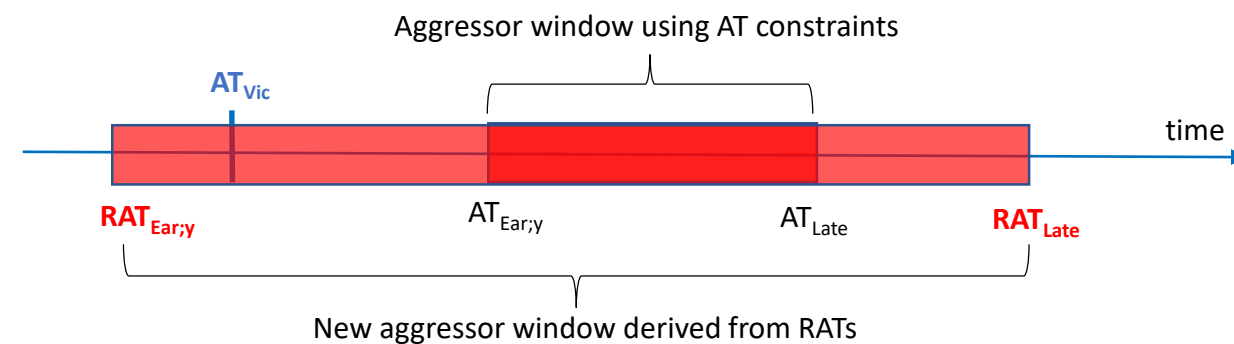 Aggressor window using AT constraints
AT_Vic
time
RAT_Ear;y
AT_Ear;y
AT_Late
RAT_Late
New aggressor window derived from RATs